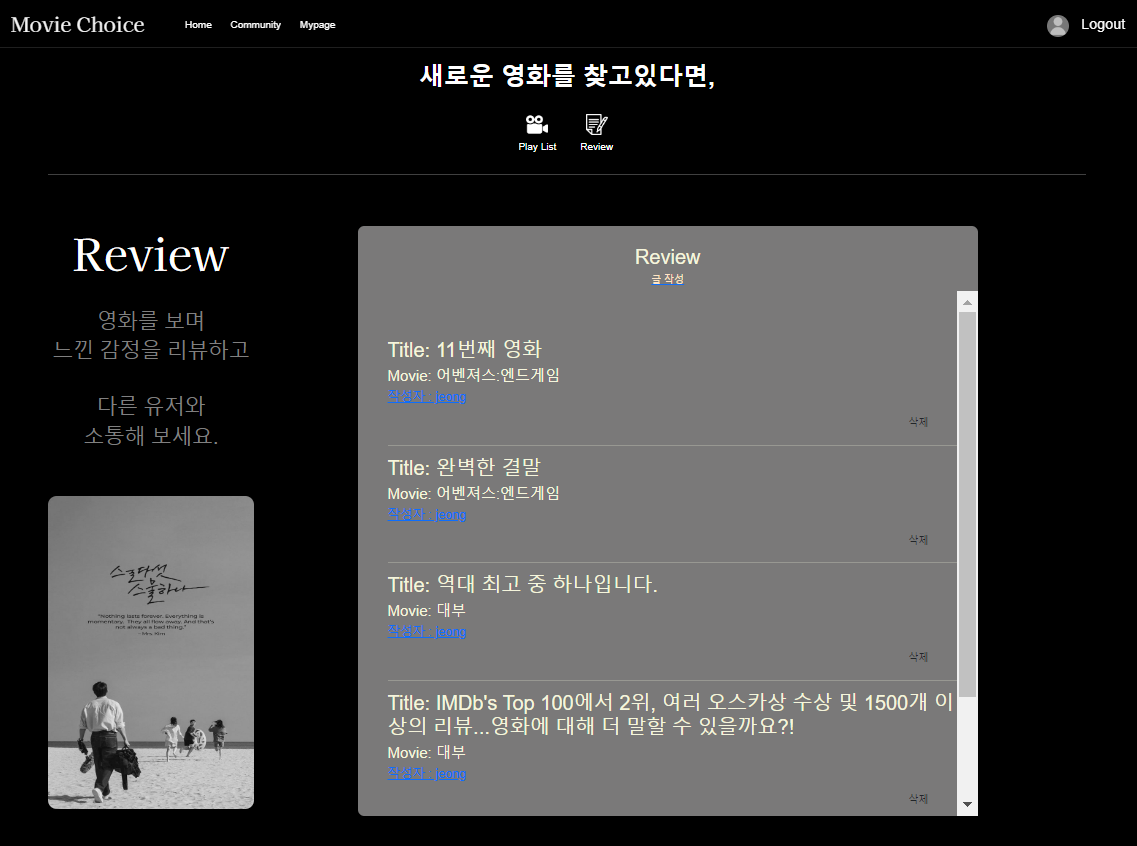 Movie Choice Home Community Mypage Logout
새로운 영화를 찾고있다면,
Play List Review
Review
영화를 보며
느낀 감정을 리뷰하고
다른 유저와
소통해 보세요.
스물다섯
스물하나
"Nothing lasts forever. Everything is
momentary. They all flow away. And that's
not always a bad thing."
Review
글 작성
Title: 11번째 영화
Movie: 어벤져스:엔드게임
작성자 : jeong
삭제
Title: 완벽한 결말
Movie: 어벤져스:엔드게임
작성자 : jeong
삭제
Title: 역대 최고 중 하나입니다.
Movie: 대부
작성자 : jeong
삭제
Title: IMDb's Top 100에서 2위, 여러 오스카상 수상 및 1500개 이
상의 리뷰...영화에 대해 더 말할 수 있을까요?!
Movie: 대부
작성자 : jeong
삭제